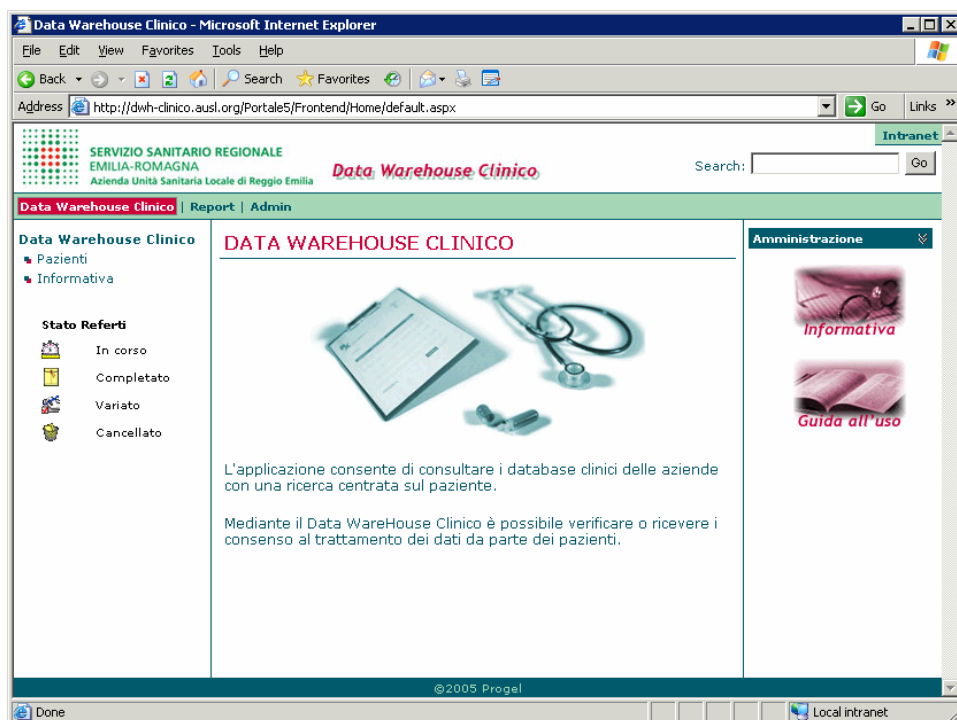 Data Warehouse Clinico - Microsoft Internet Explorer
File Edit View Favorites Tools Help
Back Search Favorites
Address http://dwh-clinico.ausl.org/Portale5/Frontend/Home/default.aspx Go Links »
Intranet
SERVIZIO SANITARIO REGIONALE
EMILIA-ROMAGNA
Azienda Unità Sanitaria Locale di Reggio Emilia
Data Warehouse Clinico
Search: Go
Data Warehouse Clinico | Report | Admin
Data Warehouse Clinico
Pazienti
Informativa
Stato Referti
In corso
Completato
Variato
Cancellato
DATA WAREHOUSE CLINICO
L'applicazione consente di consultare i database clinici delle aziende
con una ricerca centrata sul paziente.
Mediante il Data WareHouse Clinico è possibile verificare o ricevere i
consenso al trattamento dei dati da parte dei pazienti.
Amministrazione
Informativa
Guida all'uso
©2005 Progel
Done Local intranet